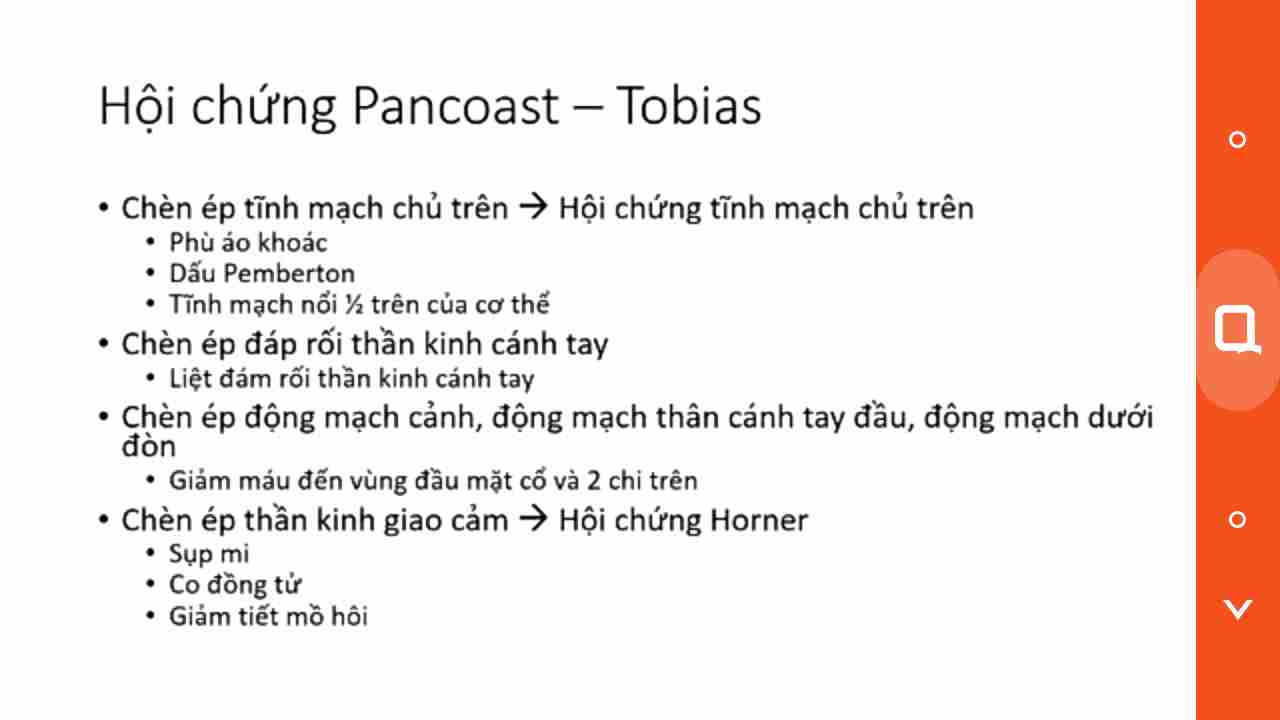 Hội chứng Pancoast – Tobias
• Chèn ép tĩnh mạch chủ trên → Hội chứng tĩnh mạch chủ trên
• Phù áo khoác
• Dấu Pemberton
• Tĩnh mạch nổi ½ trên của cơ thể
• Chèn ép đáp rối thần kinh cánh tay
• Liệt đám rối thần kinh cánh tay
• Chèn ép động mạch cảnh, động mạch thân cánh tay đầu, động mạch dưới
đòn
• Giảm máu đến vùng đầu mặt cổ và 2 chi trên
• Chèn ép thần kinh giao cảm → Hội chứng Horner
• Sụp mi
• Co đồng tử
• Giảm tiết mồ hôi